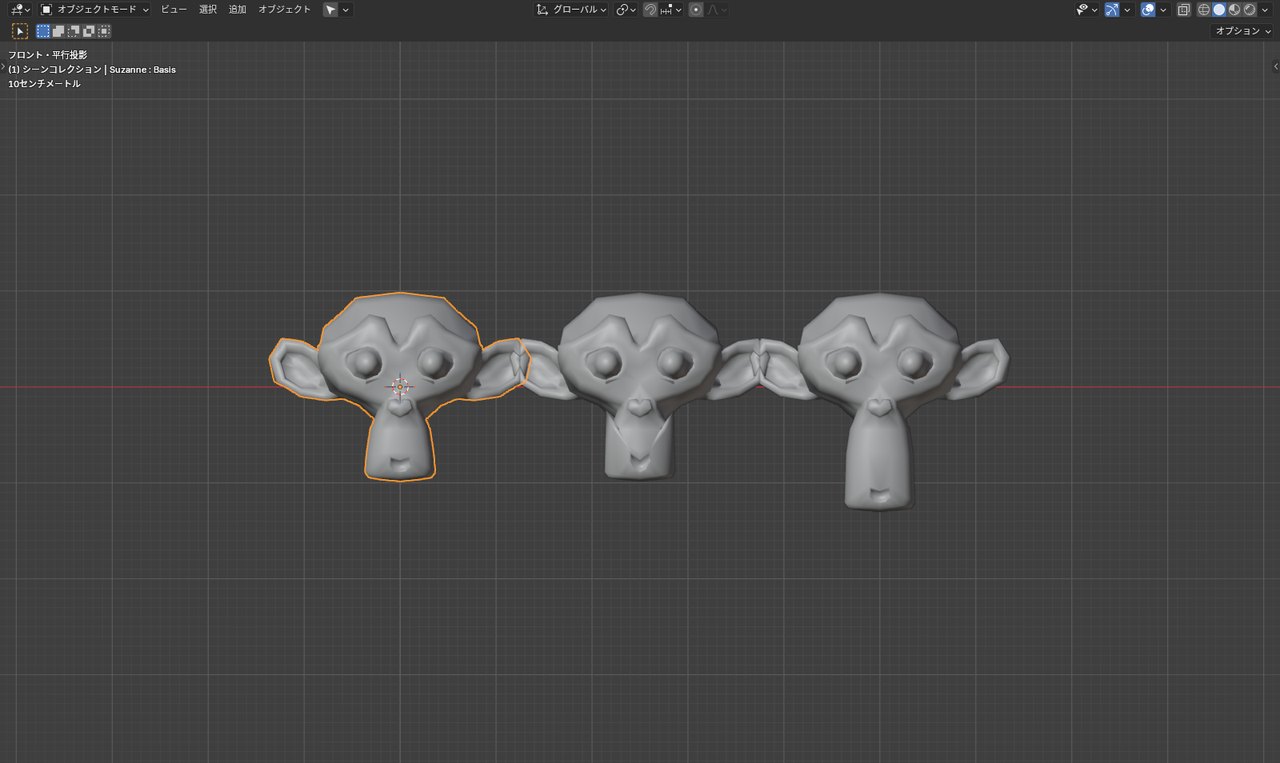 オブジェクトモード ビュー 選択 追加 オブジェクト グローバル
オプション
フロント・平行投影
(1) シーンコレクション | Suzanne : Basis
10センチメートル